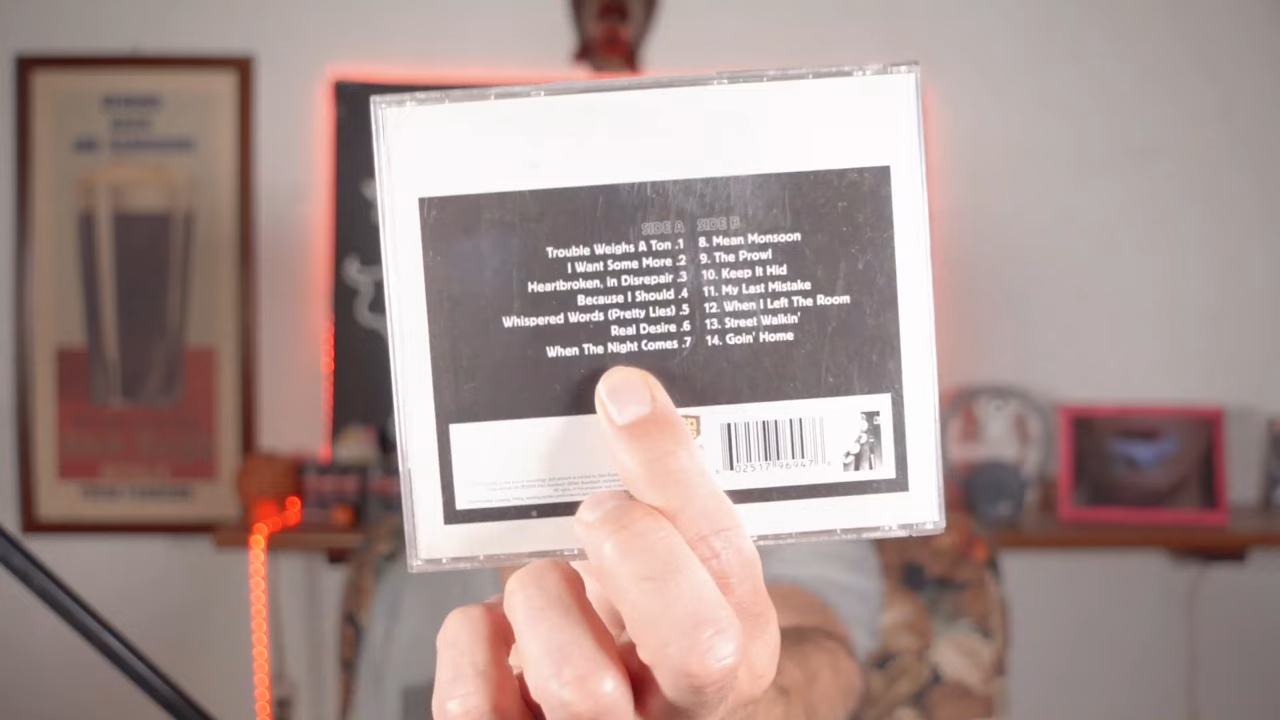 SIDE A
Trouble Weighs A Ton .1
I Want Some More .2
Heartbroken, In Disrepair .3
Because I Should .4
Whispered Words (Pretty Lies) .5
Real Desire .6
When The Night Comes .7
SIDE B
8. Mean Monsoon
9. The Prowl
10. Keep It Hid
11. My Last Mistake
12. When I Left The Room
13. Street Walkin'
14. Goin' Home
02517 96947